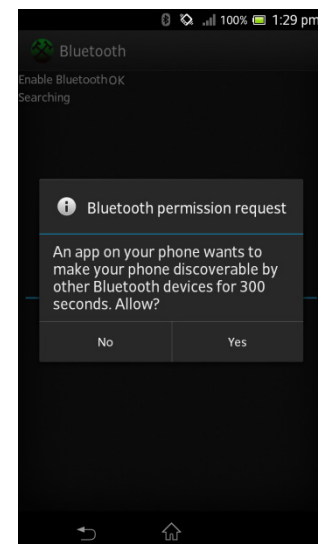 100% 1:29 pm
Bluetooth
Enable Bluetooth OK
Searching
Bluetooth permission request
An app on your phone wants to
make your phone discoverable by
other Bluetooth devices for 300
seconds. Allow?
No Yes